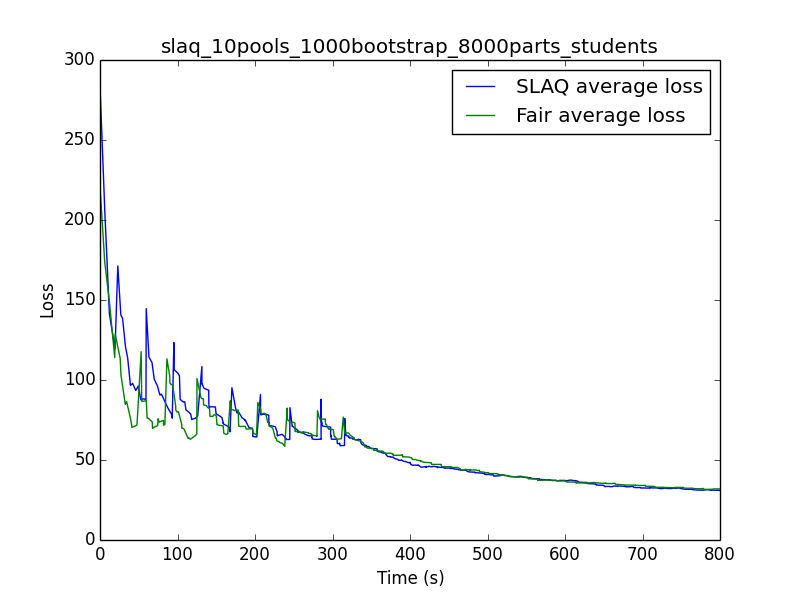 slaq_10pools_1000bootstrap_8000parts_students
300
250
200
150
100
50
0
Loss
SLAQ average loss
Fair average loss
0 100 200 300 400 500 600 700 800
Time (s)